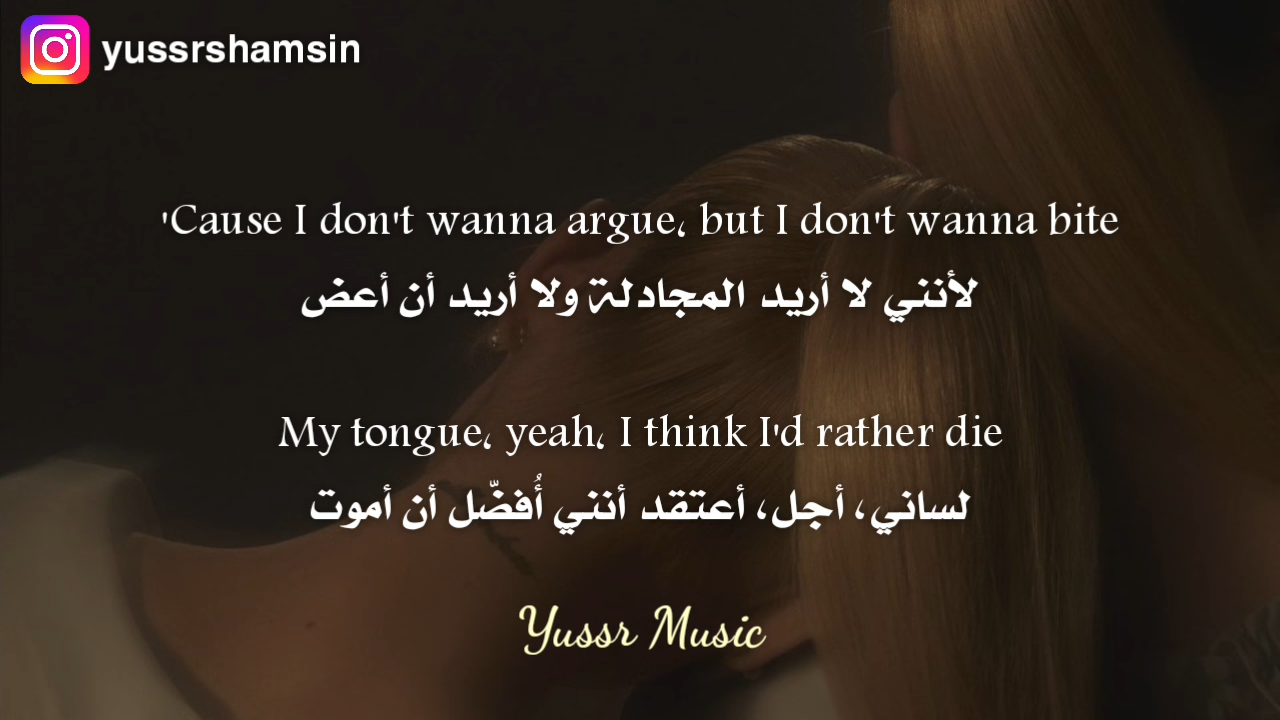 yussrshamsin
'Cause I don't wanna argue، but I don't wanna bite
لأنني لا أريد المجادلة ولا أريد أن أعض
My tongue، yeah، I think I'd rather die
لساني، أجل، أعتقد أنني أُفضّل أن أموت
Yussr Music